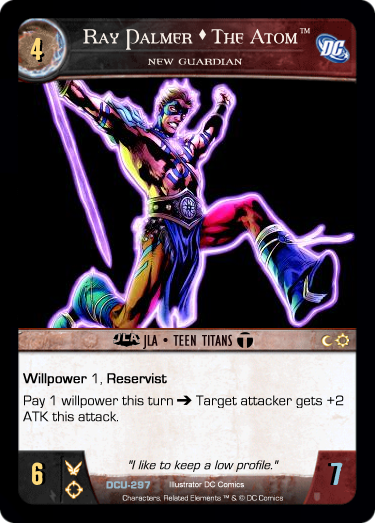 4
Ray Palmer ♦ The Atom™
NEW GUARDIAN
DC
JLA JLA • TEEN TITANS T
Willpower 1, Reservist
Pay 1 willpower this turn ➔ Target attacker gets +2
ATK this attack.
"I like to keep a low profile."
6
7
DCU-297 Illustrator DC Comics
Characters, Related Elements ™ & © DC Comics